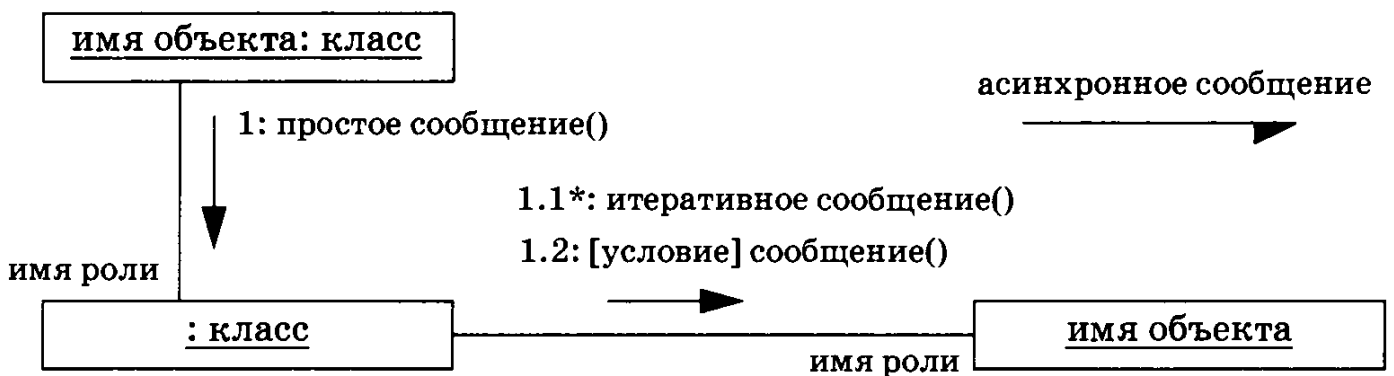 имя объекта: класс
асинхронное сообщение
1: простое сообщение()
1.1*: итеративное сообщение()
1.2: [условие] сообщение()
имя роли
: класс
имя объекта
имя роли